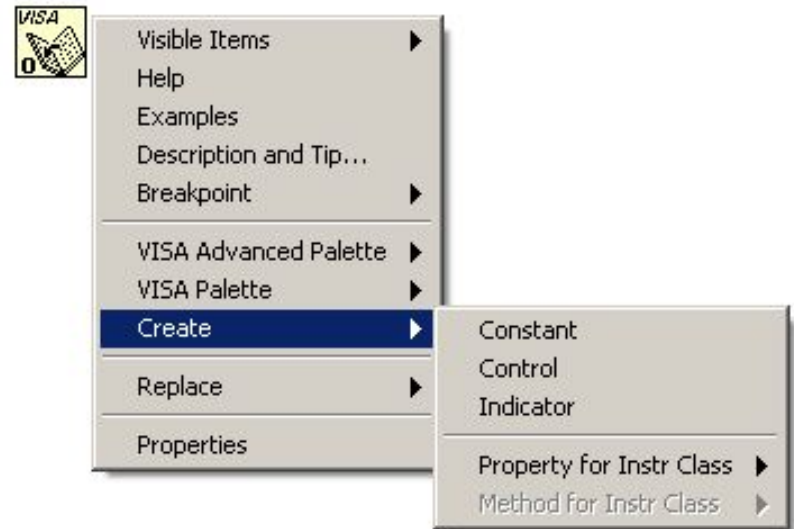 VISA
0
Visible Items
Help
Examples
Description and Tip...
Breakpoint
VISA Advanced Palette
VISA Palette
Create
Replace
Properties
Constant
Control
Indicator
Property for Instr Class
Method for Instr Class